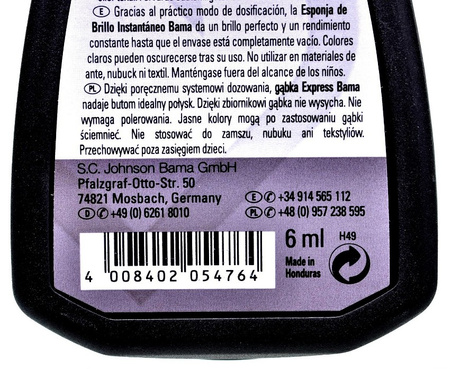 Ⓔ Gracias al práctico modo de dosificación, la Esponja de
Brillo Instantáneo Bama da un brillo perfecto y un rendimiento
constante hasta que el envase está completamente vacío. Colores
claros pueden oscurecerse tras su uso. No utilizar en materiales de
ante, nubuck ni textil. Manténgase fuera del alcance de los niños.
ⓅⓁ Dzięki peryjnemu systemowi dozowania, gąbka Express Bama
nadaje butom idealny połysk. Dzięki zbiornikowi gąbka nie wysycha. Nie
wymaga polerowania. Jasne kolory mogą po zastosowaniu gąbki
ściemnieć. Nie stosować do zamszu, nubuku ani tekstyliów.
Przechowywać poza zasięgiem dzieci.
S.C. Johnson Bama GmbH
Pfalzgraf-Otto-Str. 50
74821 Mosbach, Germany
Ⓓ✆ +49 (0) 6261 8010
Ⓔ✆ +34 914 565 112
ⓅⓁ✆ +48 (0) 957 238 595
6 ml
H49
Made in
Honduras
4 008402 054764